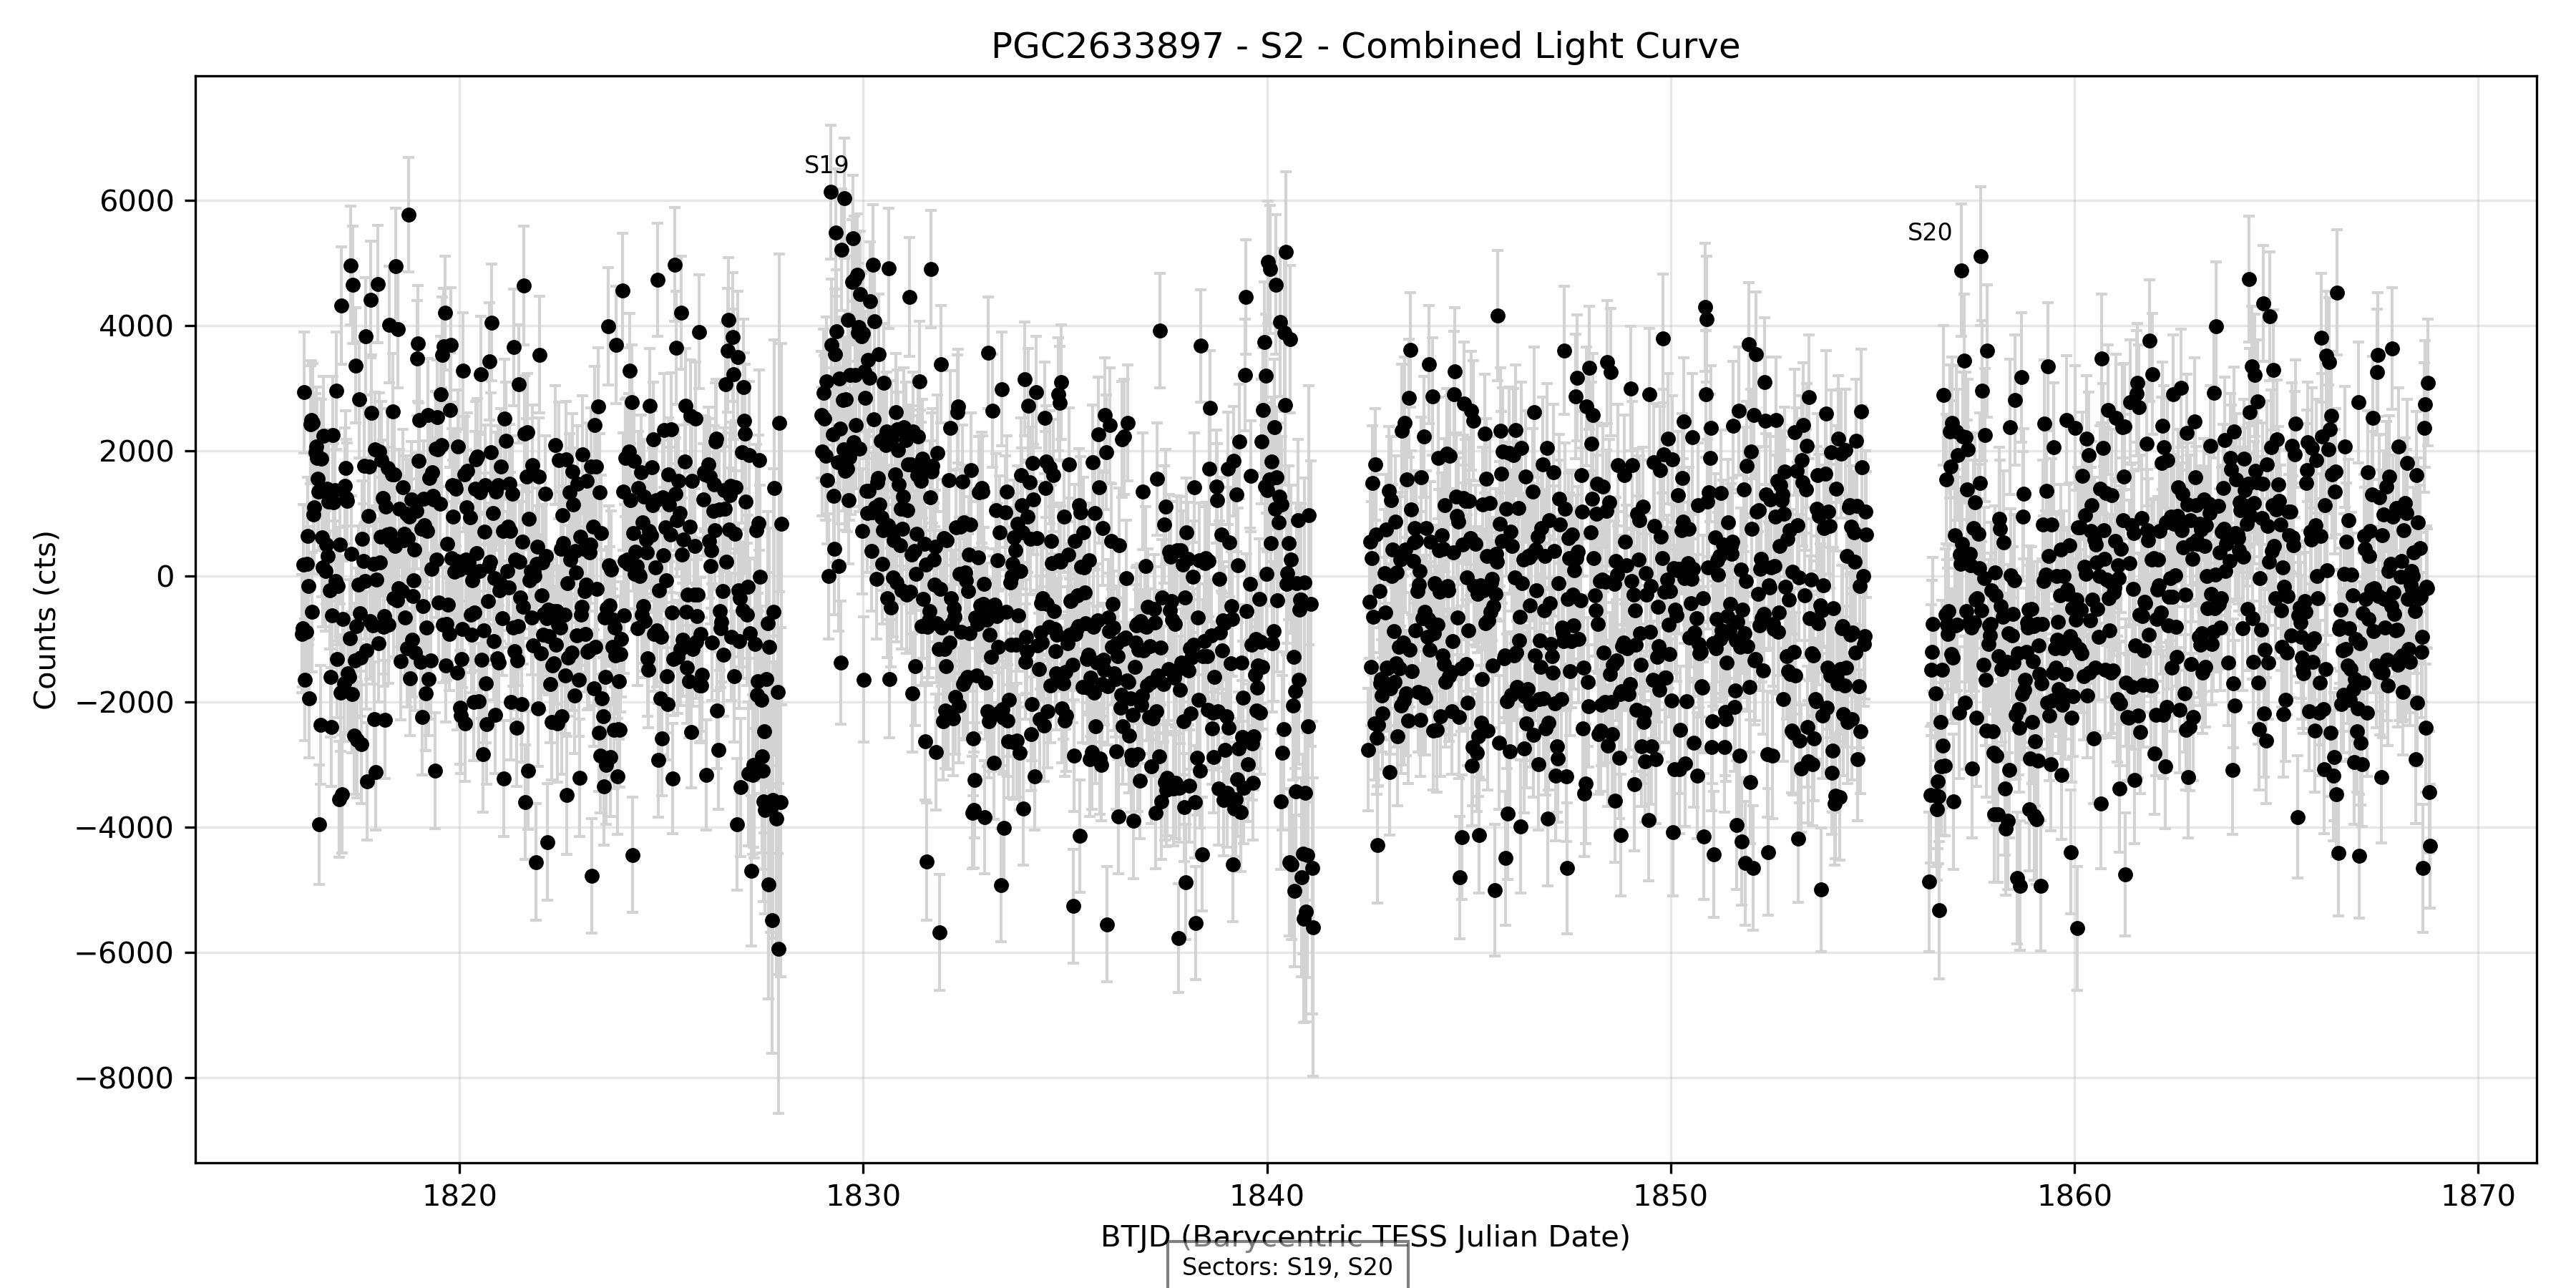 PGC2633897 - S2 - Combined Light Curve
S19
S20
6000
4000
2000
0
−2000
−4000
−6000
−8000
Counts (cts)
1820 1830 1840 1850 1860 1870
BTJD (Barycentric TESS Julian Date)
Sectors: S19, S20